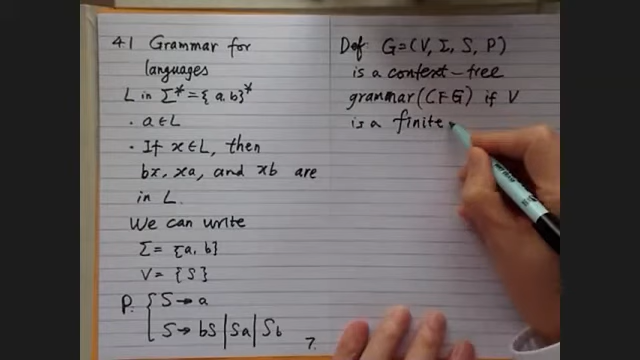 4.1 Grammar for
languages
L in Σ* = {a, b}*
· a ∈ L
· If x ∈ L, then
bx, xa, and xb are
in L.
We can write
Σ = {a, b}
V = {S}
P: { S → a
S → bS | Sa | Sb
7.
Def: G = (V, Σ, S, P)
is a context-free
grammar (CFG) if V
is a finite